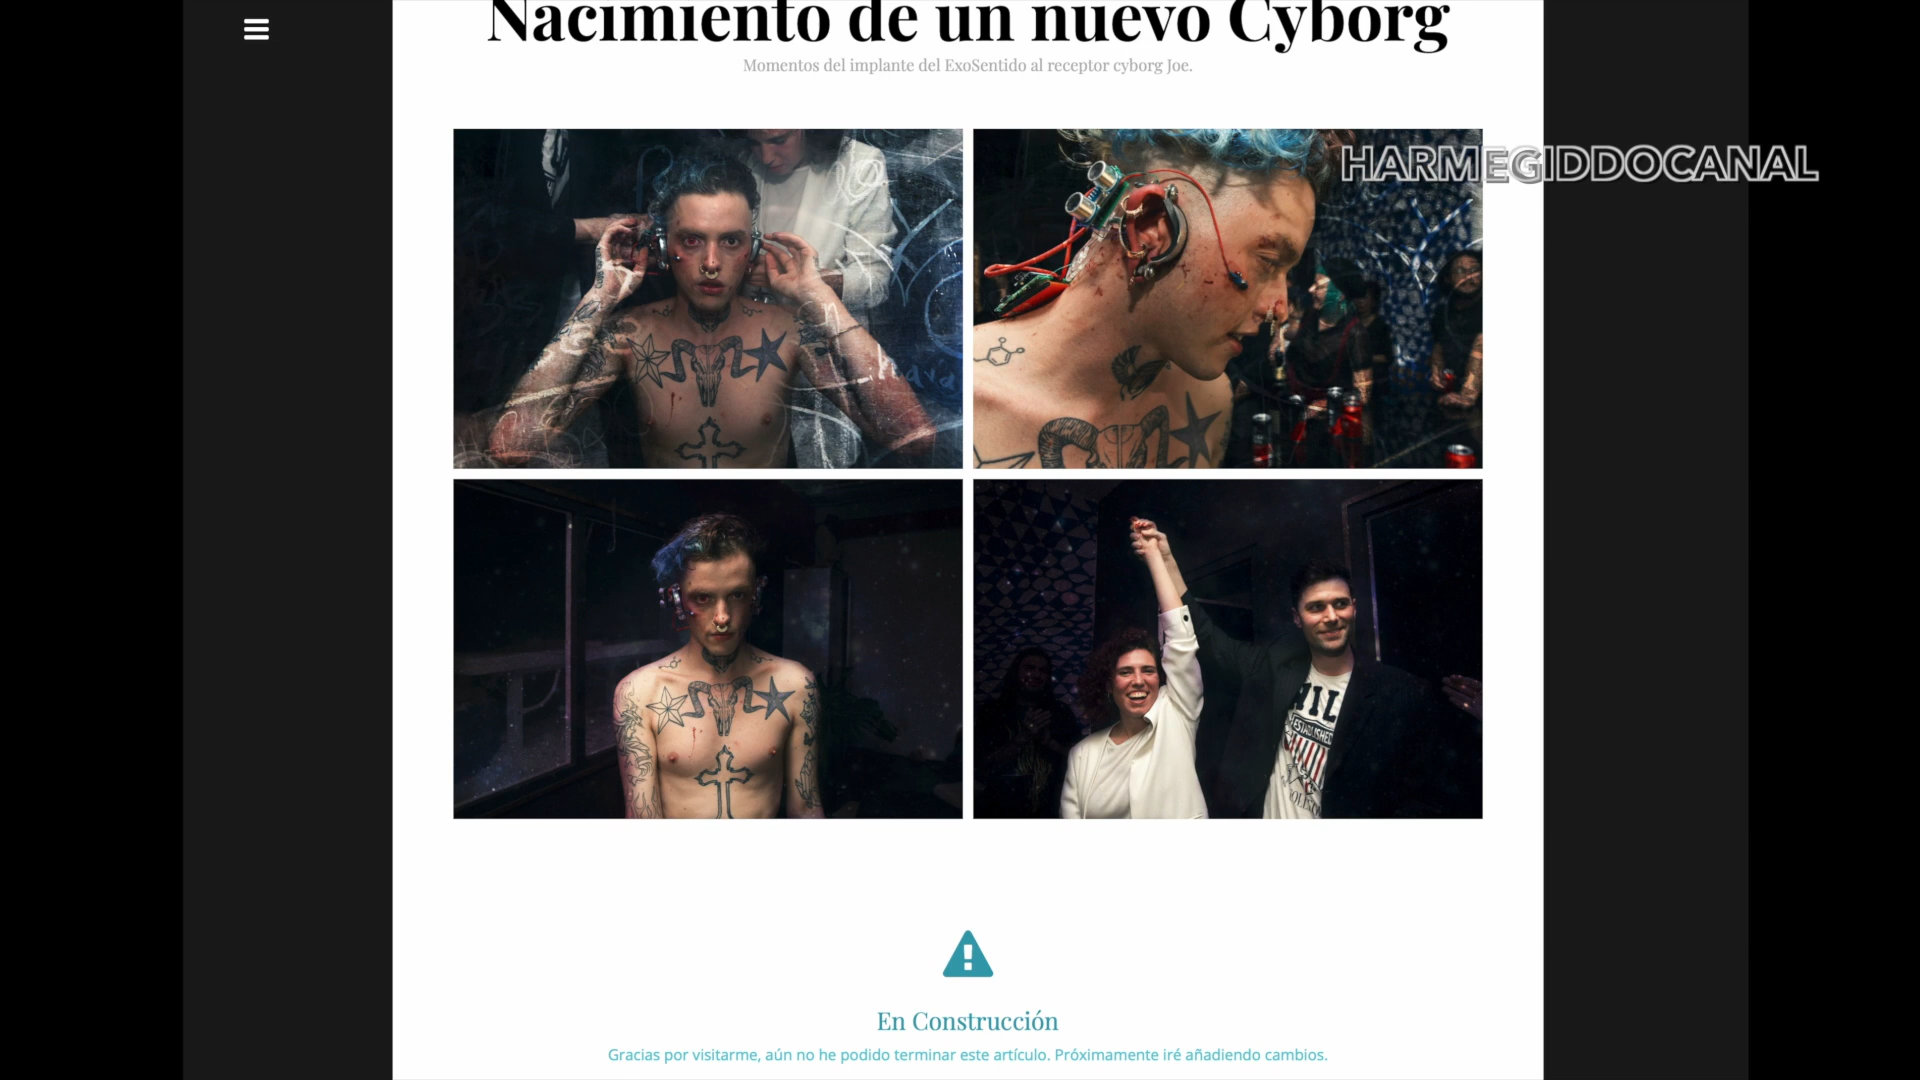 Nacimiento de un nuevo Cyborg
Momentos del implante del ExoSentido al receptor cyborg Joe.
HARMEGIDDOCANAL
ESTABLISHED
En Construcción
Gracias por visitarme, aún no he podido terminar este artículo. Próximamente iré añadiendo cambios.